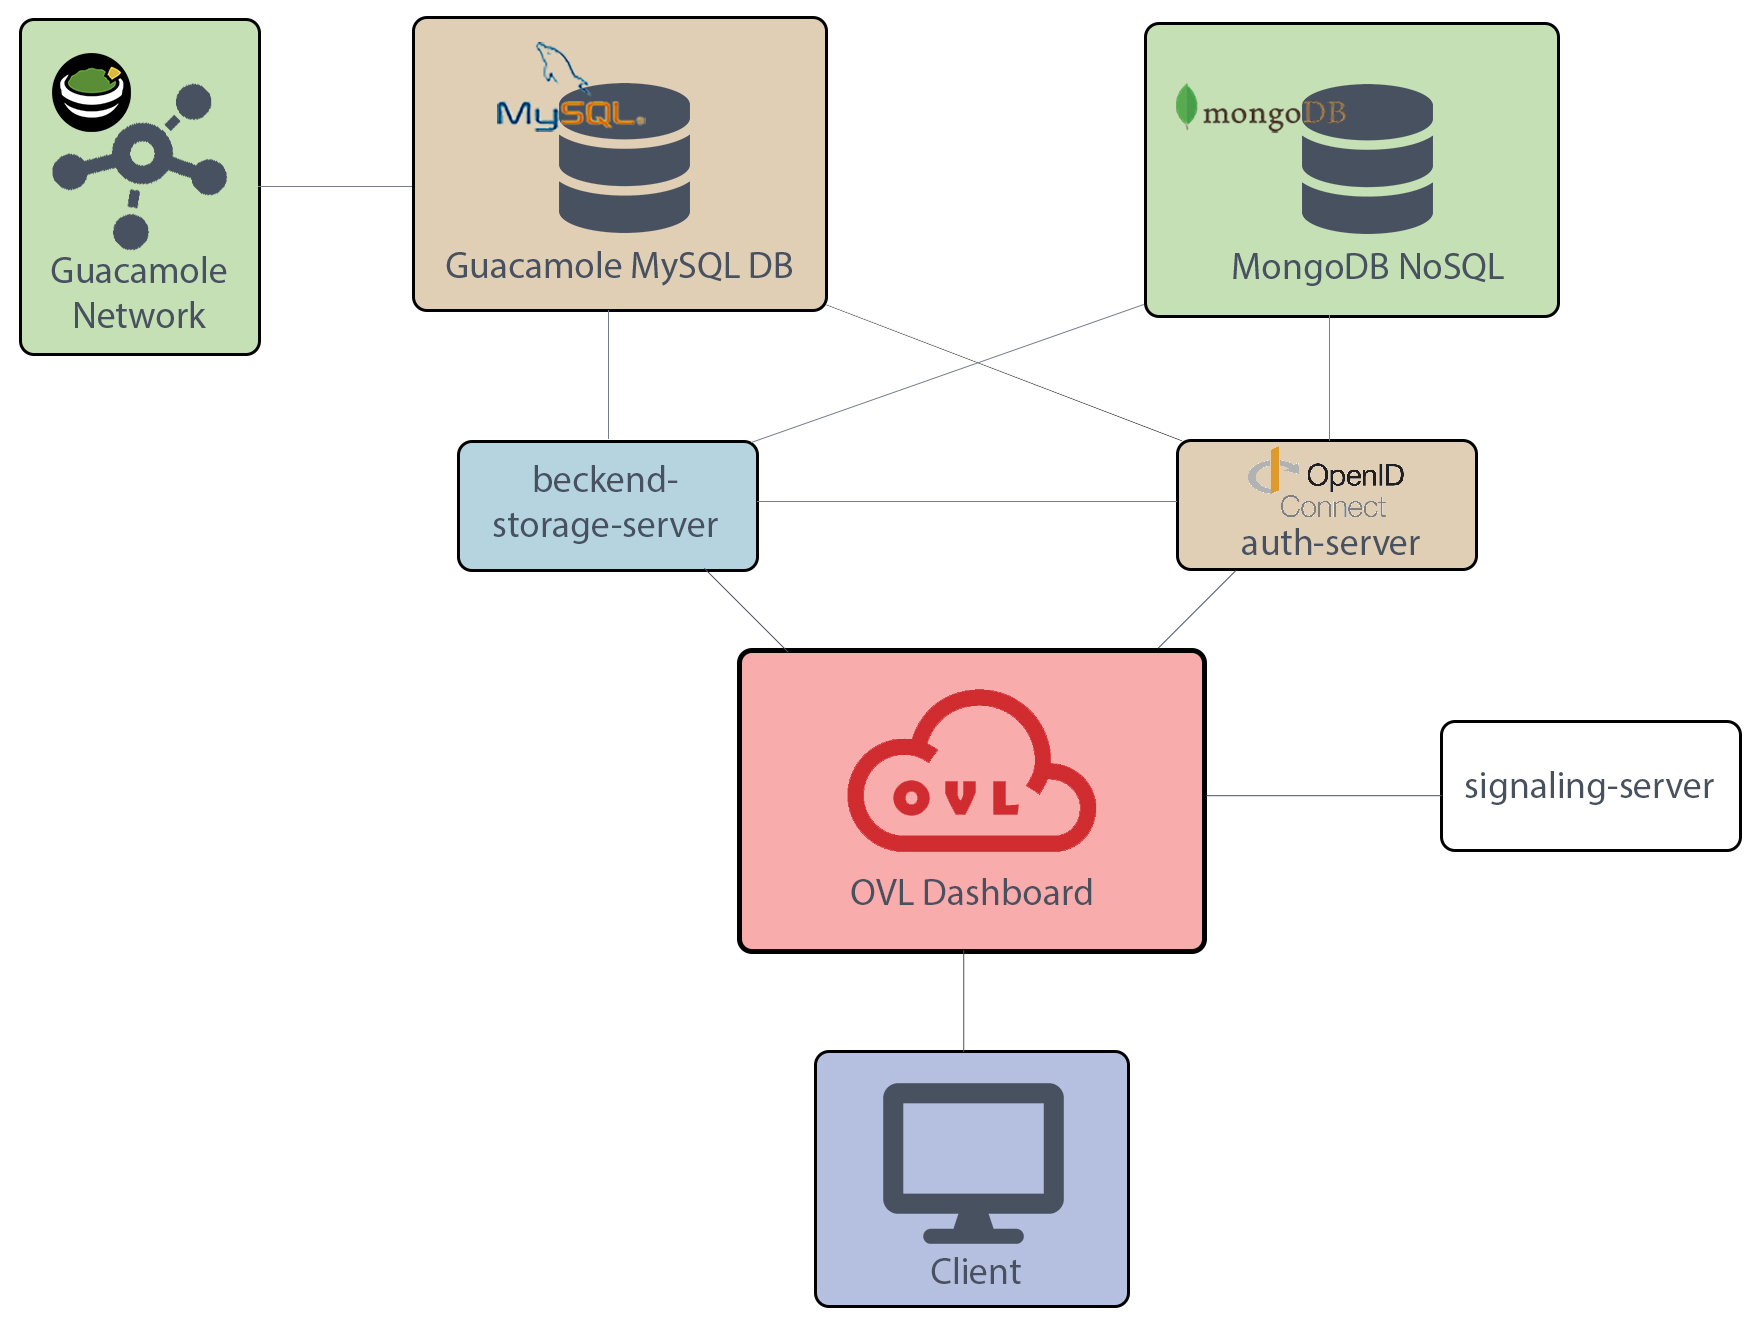 MySQL.
Guacamole MySQL DB
mongoDB
MongoDB NoSQL
Guacamole
Network
beckend-
storage-server
OpenID
Connect
auth-server
OVL
OVL Dashboard
signaling-server
Client